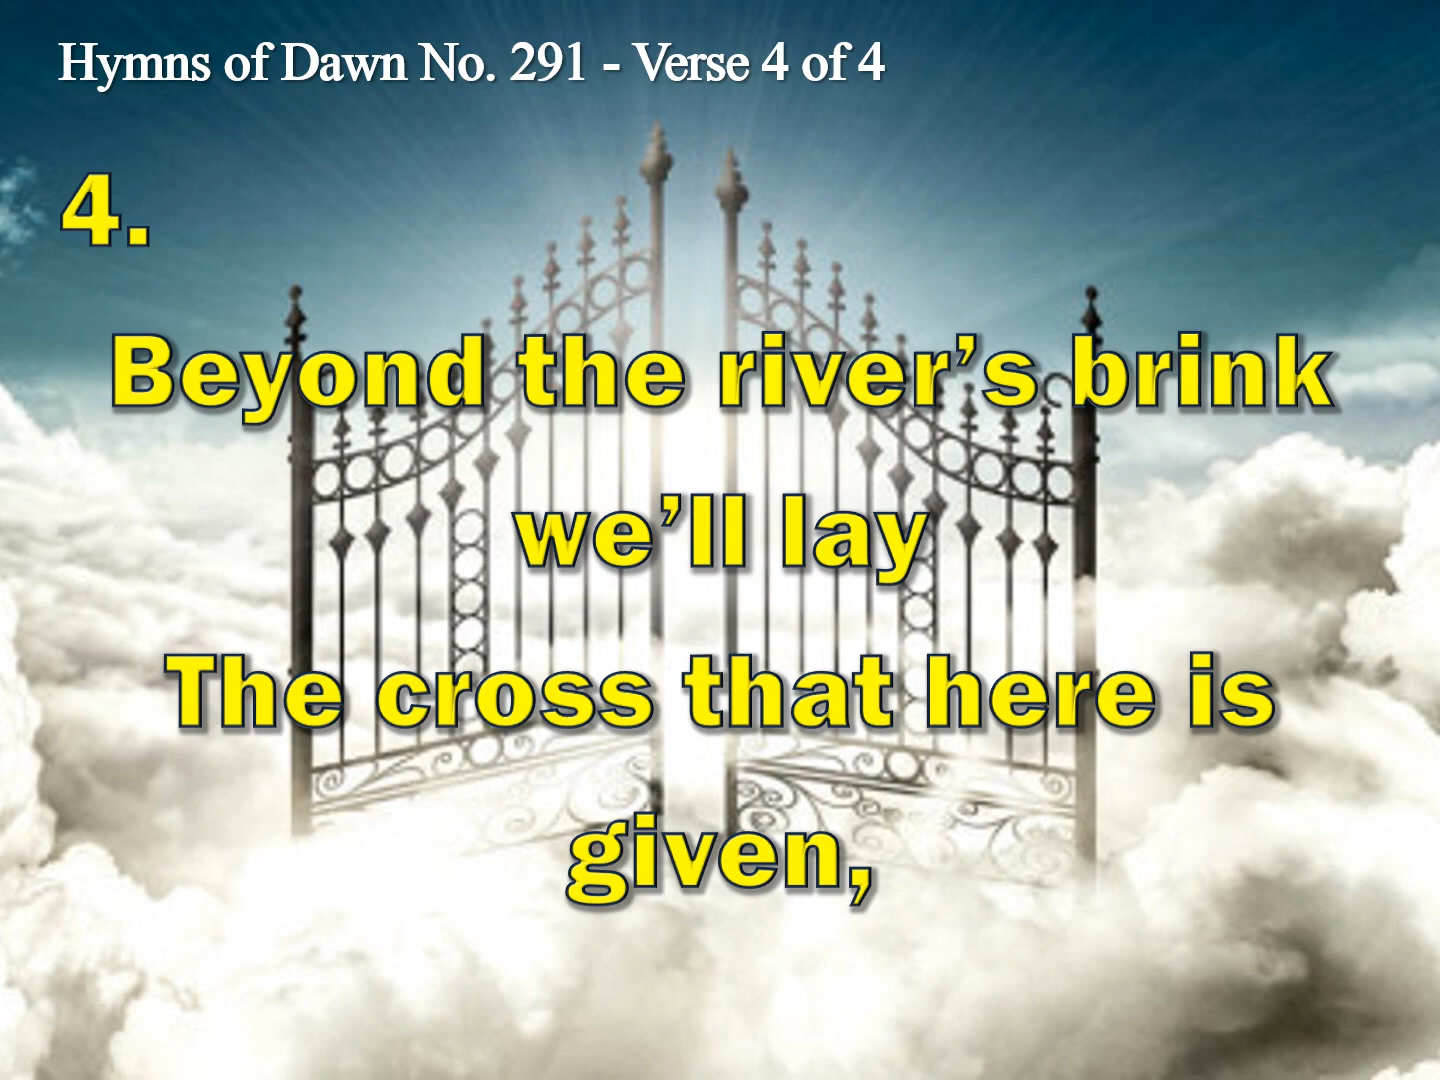 Hymns of Dawn No. 291 - Verse 4 of 4
4.
Beyond the river’s brink
we’ll lay
The cross that here is
given,